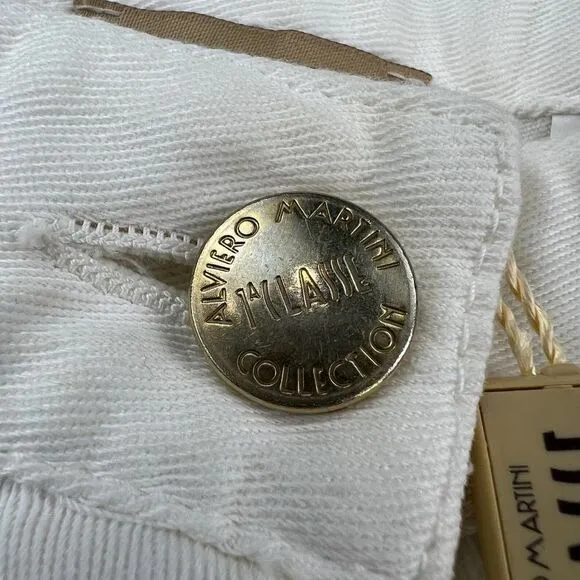 ALVIERO MARTINI
1ª CLASSE
COLLECTION
MARTINI